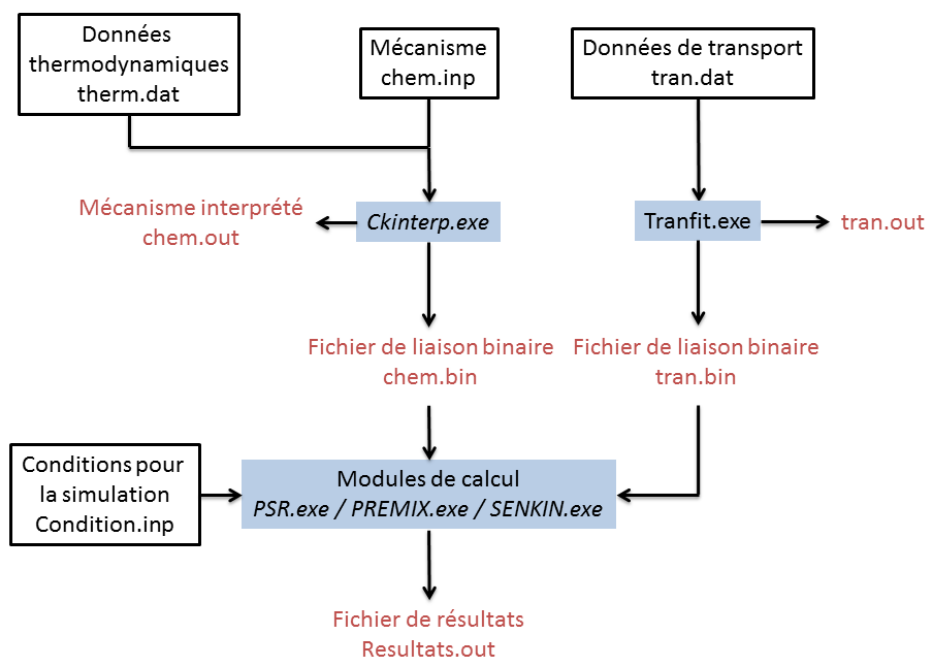 Données
thermodynamiques
therm.dat
Mécanisme
chem.inp
Données de transport
tran.dat
Mécanisme interprété
chem.out
Ckinterp.exe
Tranfit.exe
tran.out
Fichier de liaison binaire
chem.bin
Fichier de liaison binaire
tran.bin
Conditions pour
la simulation
Condition.inp
Modules de calcul
PSR.exe / PREMIX.exe / SENKIN.exe
Fichier de résultats
Resultats.out